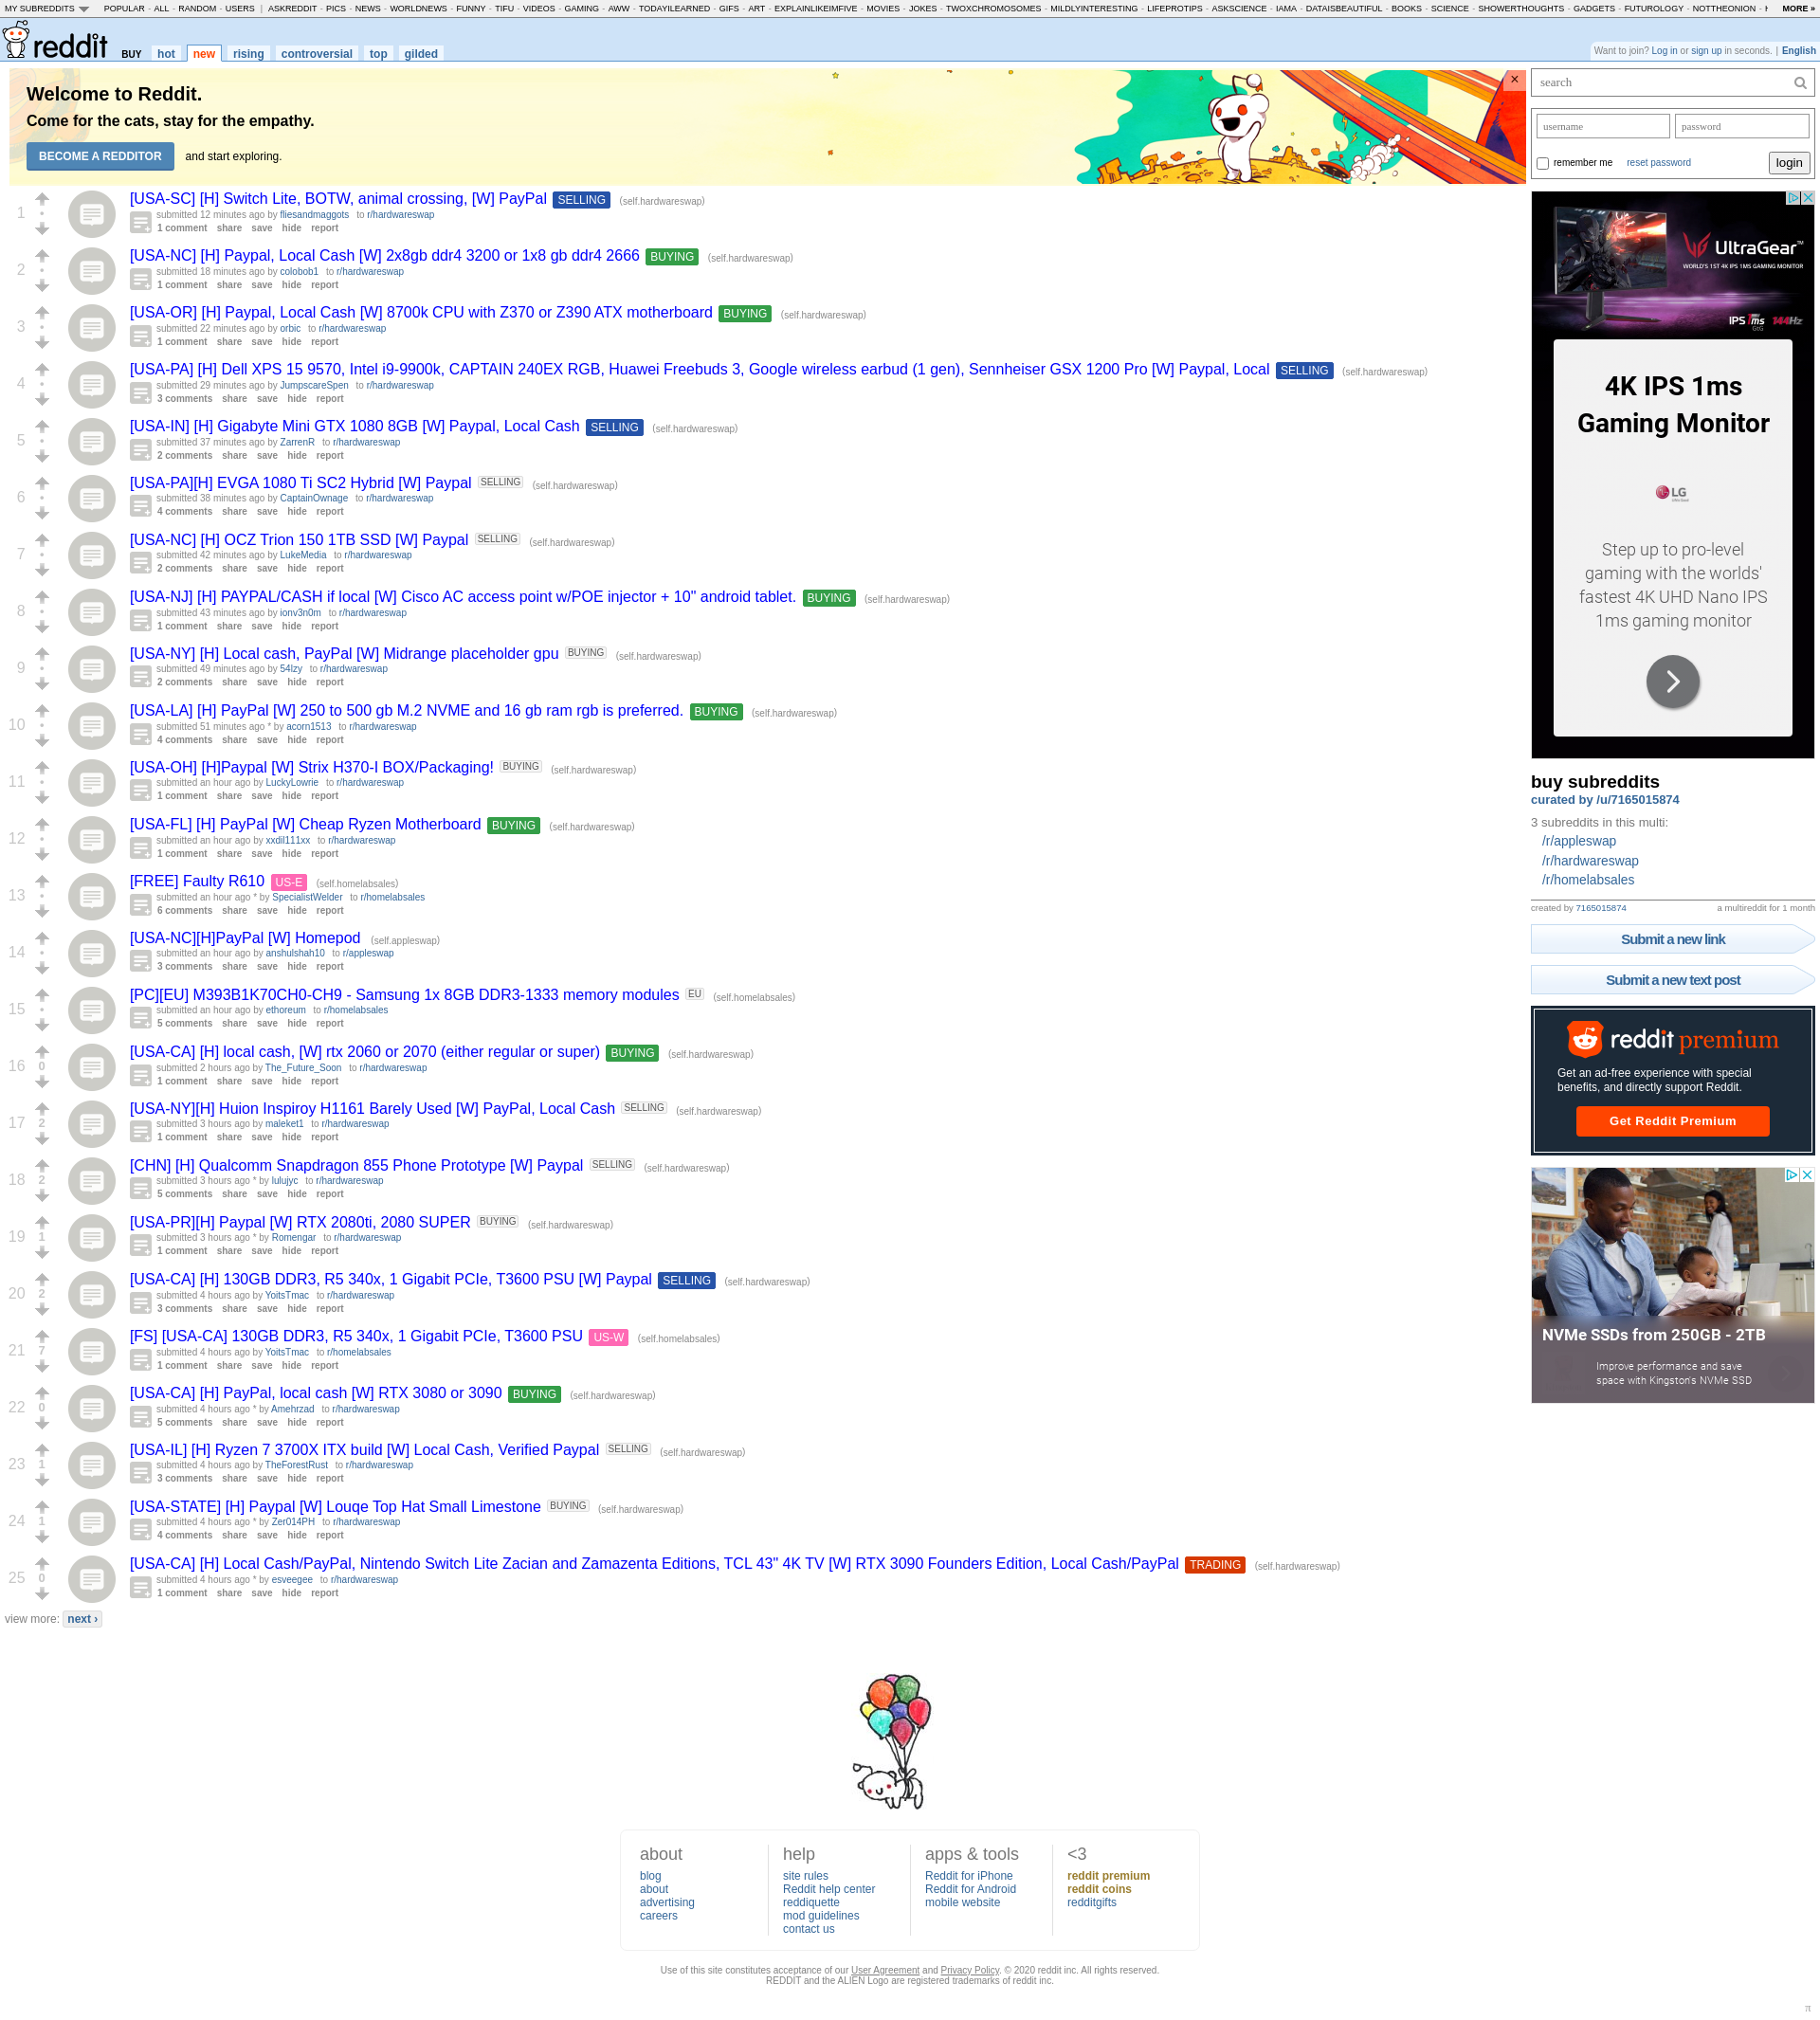 MY SUBREDDITS POPULAR - ALL - RANDOM - USERS | ASKREDDIT - PICS - NEWS - WORLDNEWS - FUNNY - TIFU - VIDEOS - GAMING - AWW - TODAYILEARNED - GIFS - ART - EXPLAINLIKEIMFIVE - MOVIES - JOKES - TWOXCHROMOSOMES - MILDLYINTERESTING - LIFEPROTIPS - ASKSCIENCE - IAMA - DATAISBEAUTIFUL - BOOKS - SCIENCE - SHOWERTHOUGHTS - GADGETS - FUTUROLOGY - NOTTHEONION - MORE »
reddit BUY hot new rising controversial top gilded
Want to join? Log in or sign up in seconds. | English
Welcome to Reddit.
Come for the cats, stay for the empathy.
BECOME A REDDITOR and start exploring.
×
1
[USA-SC] [H] Switch Lite, BOTW, animal crossing, [W] PayPal SELLING (self.hardwareswap)
submitted 12 minutes ago by fliesandmaggots to r/hardwareswap
1 comment share save hide report
2
[USA-NC] [H] Paypal, Local Cash [W] 2x8gb ddr4 3200 or 1x8 gb ddr4 2666 BUYING (self.hardwareswap)
submitted 18 minutes ago by colobob1 to r/hardwareswap
1 comment share save hide report
3
[USA-OR] [H] Paypal, Local Cash [W] 8700k CPU with Z370 or Z390 ATX motherboard BUYING (self.hardwareswap)
submitted 22 minutes ago by orbic to r/hardwareswap
1 comment share save hide report
4
[USA-PA] [H] Dell XPS 15 9570, Intel i9-9900k, CAPTAIN 240EX RGB, Huawei Freebuds 3, Google wireless earbud (1 gen), Sennheiser GSX 1200 Pro [W] Paypal, Local SELLING (self.hardwareswap)
submitted 29 minutes ago by JumpscareSpen to r/hardwareswap
3 comments share save hide report
5
[USA-IN] [H] Gigabyte Mini GTX 1080 8GB [W] Paypal, Local Cash SELLING (self.hardwareswap)
submitted 37 minutes ago by ZarrenR to r/hardwareswap
2 comments share save hide report
6
[USA-PA][H] EVGA 1080 Ti SC2 Hybrid [W] Paypal SELLING (self.hardwareswap)
submitted 38 minutes ago by CaptainOwnage to r/hardwareswap
4 comments share save hide report
7
[USA-NC] [H] OCZ Trion 150 1TB SSD [W] Paypal SELLING (self.hardwareswap)
submitted 42 minutes ago by LukeMedia to r/hardwareswap
2 comments share save hide report
8
[USA-NJ] [H] PAYPAL/CASH if local [W] Cisco AC access point w/POE injector + 10" android tablet. BUYING (self.hardwareswap)
submitted 43 minutes ago by ionv3n0m to r/hardwareswap
1 comment share save hide report
9
[USA-NY] [H] Local cash, PayPal [W] Midrange placeholder gpu BUYING (self.hardwareswap)
submitted 49 minutes ago by 54Izy to r/hardwareswap
2 comments share save hide report
10
[USA-LA] [H] PayPal [W] 250 to 500 gb M.2 NVME and 16 gb ram rgb is preferred. BUYING (self.hardwareswap)
submitted 51 minutes ago * by acorn1513 to r/hardwareswap
4 comments share save hide report
11
[USA-OH] [H]Paypal [W] Strix H370-I BOX/Packaging! BUYING (self.hardwareswap)
submitted an hour ago by LuckyLowrie to r/hardwareswap
1 comment share save hide report
12
[USA-FL] [H] PayPal [W] Cheap Ryzen Motherboard BUYING (self.hardwareswap)
submitted an hour ago by xxdil111xx to r/hardwareswap
1 comment share save hide report
13
[FREE] Faulty R610 US-E (self.homelabsales)
submitted an hour ago * by SpecialistWelder to r/homelabsales
6 comments share save hide report
14
[USA-NC][H]PayPal [W] Homepod (self.appleswap)
submitted an hour ago by anshulshah10 to r/appleswap
3 comments share save hide report
15
[PC][EU] M393B1K70CH0-CH9 - Samsung 1x 8GB DDR3-1333 memory modules EU (self.homelabsales)
submitted an hour ago by ethoreum to r/homelabsales
5 comments share save hide report
16 0
[USA-CA] [H] local cash, [W] rtx 2060 or 2070 (either regular or super) BUYING (self.hardwareswap)
submitted 2 hours ago by The_Future_Soon to r/hardwareswap
1 comment share save hide report
17 2
[USA-NY][H] Huion Inspiroy H1161 Barely Used [W] PayPal, Local Cash SELLING (self.hardwareswap)
submitted 3 hours ago by maleket1 to r/hardwareswap
1 comment share save hide report
18 2
[CHN] [H] Qualcomm Snapdragon 855 Phone Prototype [W] Paypal SELLING (self.hardwareswap)
submitted 3 hours ago * by lulujyc to r/hardwareswap
5 comments share save hide report
19 1
[USA-PR][H] Paypal [W] RTX 2080ti, 2080 SUPER BUYING (self.hardwareswap)
submitted 3 hours ago * by Romengar to r/hardwareswap
1 comment share save hide report
20 2
[USA-CA] [H] 130GB DDR3, R5 340x, 1 Gigabit PCIe, T3600 PSU [W] Paypal SELLING (self.hardwareswap)
submitted 4 hours ago by YoitsTmac to r/hardwareswap
3 comments share save hide report
21 7
[FS] [USA-CA] 130GB DDR3, R5 340x, 1 Gigabit PCIe, T3600 PSU US-W (self.homelabsales)
submitted 4 hours ago by YoitsTmac to r/homelabsales
1 comment share save hide report
22 0
[USA-CA] [H] PayPal, local cash [W] RTX 3080 or 3090 BUYING (self.hardwareswap)
submitted 4 hours ago * by Amehrzad to r/hardwareswap
5 comments share save hide report
23 1
[USA-IL] [H] Ryzen 7 3700X ITX build [W] Local Cash, Verified Paypal SELLING (self.hardwareswap)
submitted 4 hours ago by TheForestRust to r/hardwareswap
3 comments share save hide report
24 1
[USA-STATE] [H] Paypal [W] Louqe Top Hat Small Limestone BUYING (self.hardwareswap)
submitted 4 hours ago * by Zer014PH to r/hardwareswap
4 comments share save hide report
25 0
[USA-CA] [H] Local Cash/PayPal, Nintendo Switch Lite Zacian and Zamazenta Editions, TCL 43" 4K TV [W] RTX 3090 Founders Edition, Local Cash/PayPal TRADING (self.hardwareswap)
submitted 4 hours ago * by esveegee to r/hardwareswap
1 comment share save hide report
view more: next ›
search
username password
remember me reset password login
UltraGear™
WORLD'S 1ST 4K IPS 1MS GAMING MONITOR
IPS 1ms GtG 144Hz
4K IPS 1ms
Gaming Monitor
LG
Step up to pro-level
gaming with the worlds'
fastest 4K UHD Nano IPS
1ms gaming monitor
buy subreddits
curated by /u/7165015874
3 subreddits in this multi:
/r/appleswap
/r/hardwareswap
/r/homelabsales
created by 7165015874 a multireddit for 1 month
Submit a new link
Submit a new text post
reddit premium
Get an ad-free experience with special
benefits, and directly support Reddit.
Get Reddit Premium
NVMe SSDs from 250GB - 2TB
Improve performance and save
space with Kingston's NVMe SSD
about
blog
about
advertising
careers
help
site rules
Reddit help center
reddiquette
mod guidelines
contact us
apps & tools
Reddit for iPhone
Reddit for Android
mobile website
<3
reddit premium
reddit coins
redditgifts
Use of this site constitutes acceptance of our User Agreement and Privacy Policy. © 2020 reddit inc. All rights reserved.
REDDIT and the ALIEN Logo are registered trademarks of reddit inc.
π